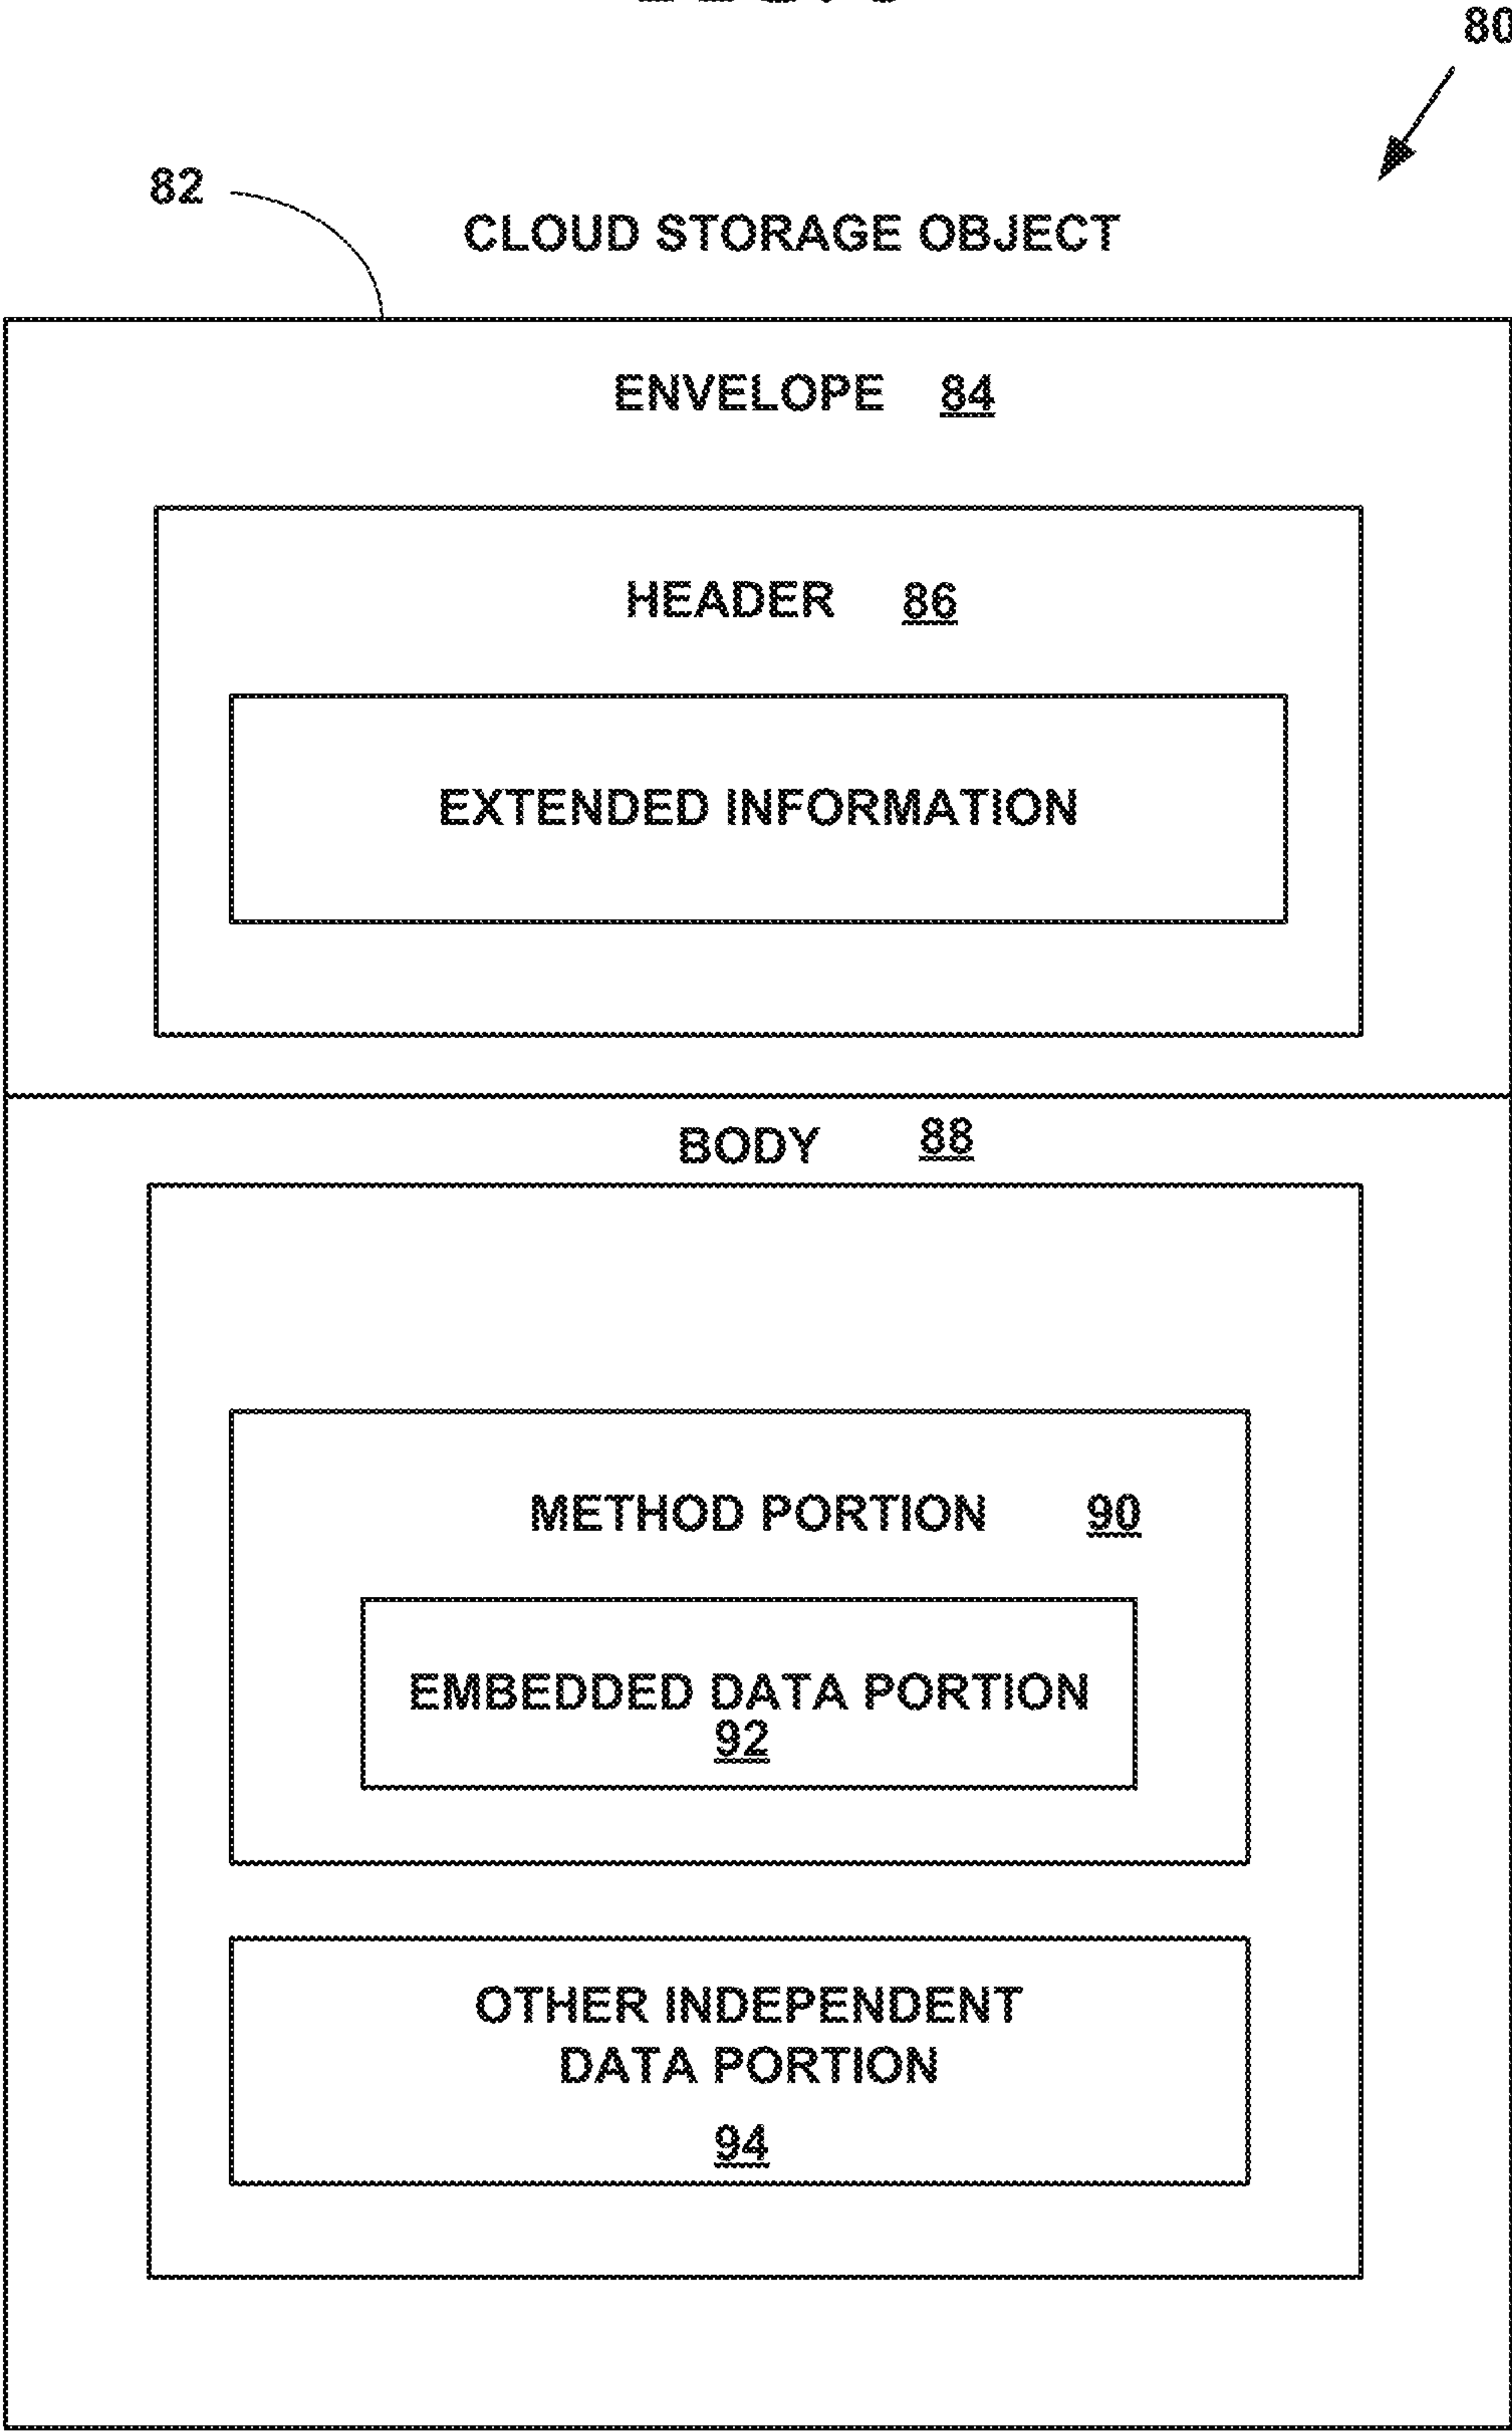 80
82
CLOUD STORAGE OBJECT
ENVELOPE 84
HEADER 86
EXTENDED INFORMATION
BODY 88
METHOD PORTION 90
EMBEDDED DATA PORTION
92
OTHER INDEPENDENT
DATA PORTION
94